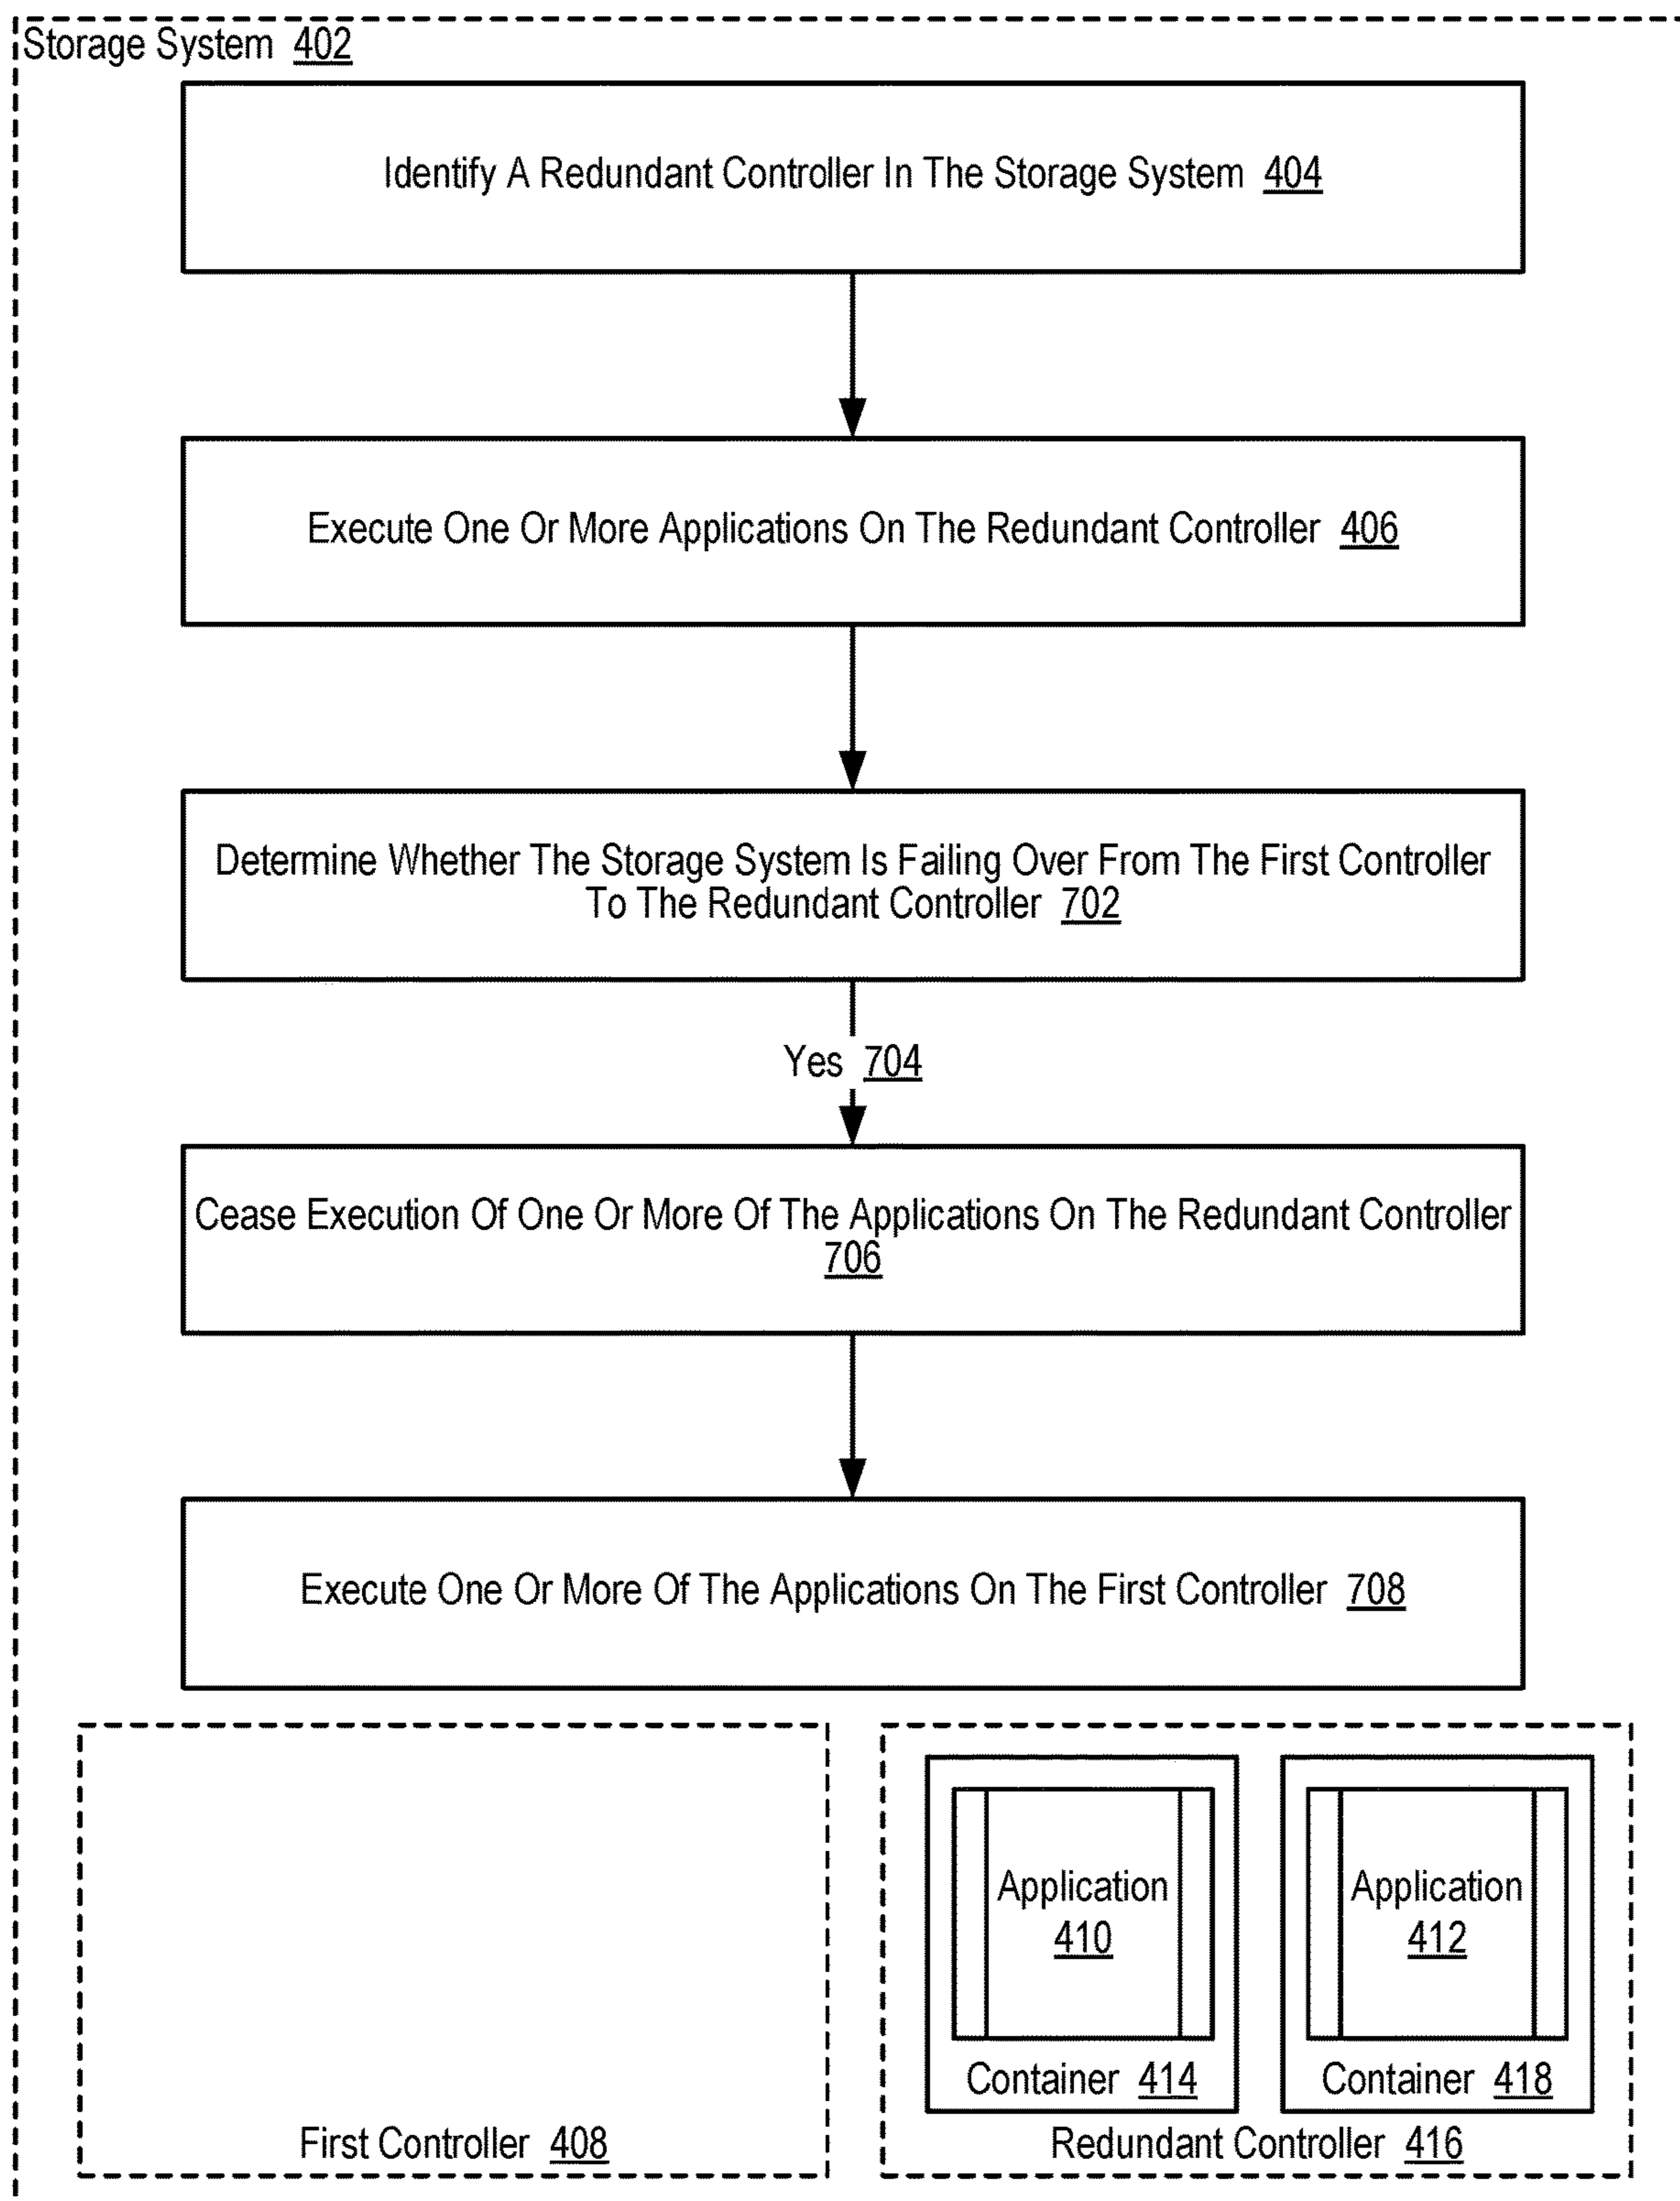 Storage System 402
Identify A Redundant Controller In The Storage System 404
Execute One Or More Applications On The Redundant Controller 406
Determine Whether The Storage System Is Failing Over From The First Controller
To The Redundant Controller 702
Yes 704
Cease Execution Of One Or More Of The Applications On The Redundant Controller
706
Execute One Or More Of The Applications On The First Controller 708
Application
410
Container 414
Application
412
Container 418
First Controller 408
Redundant Controller 416